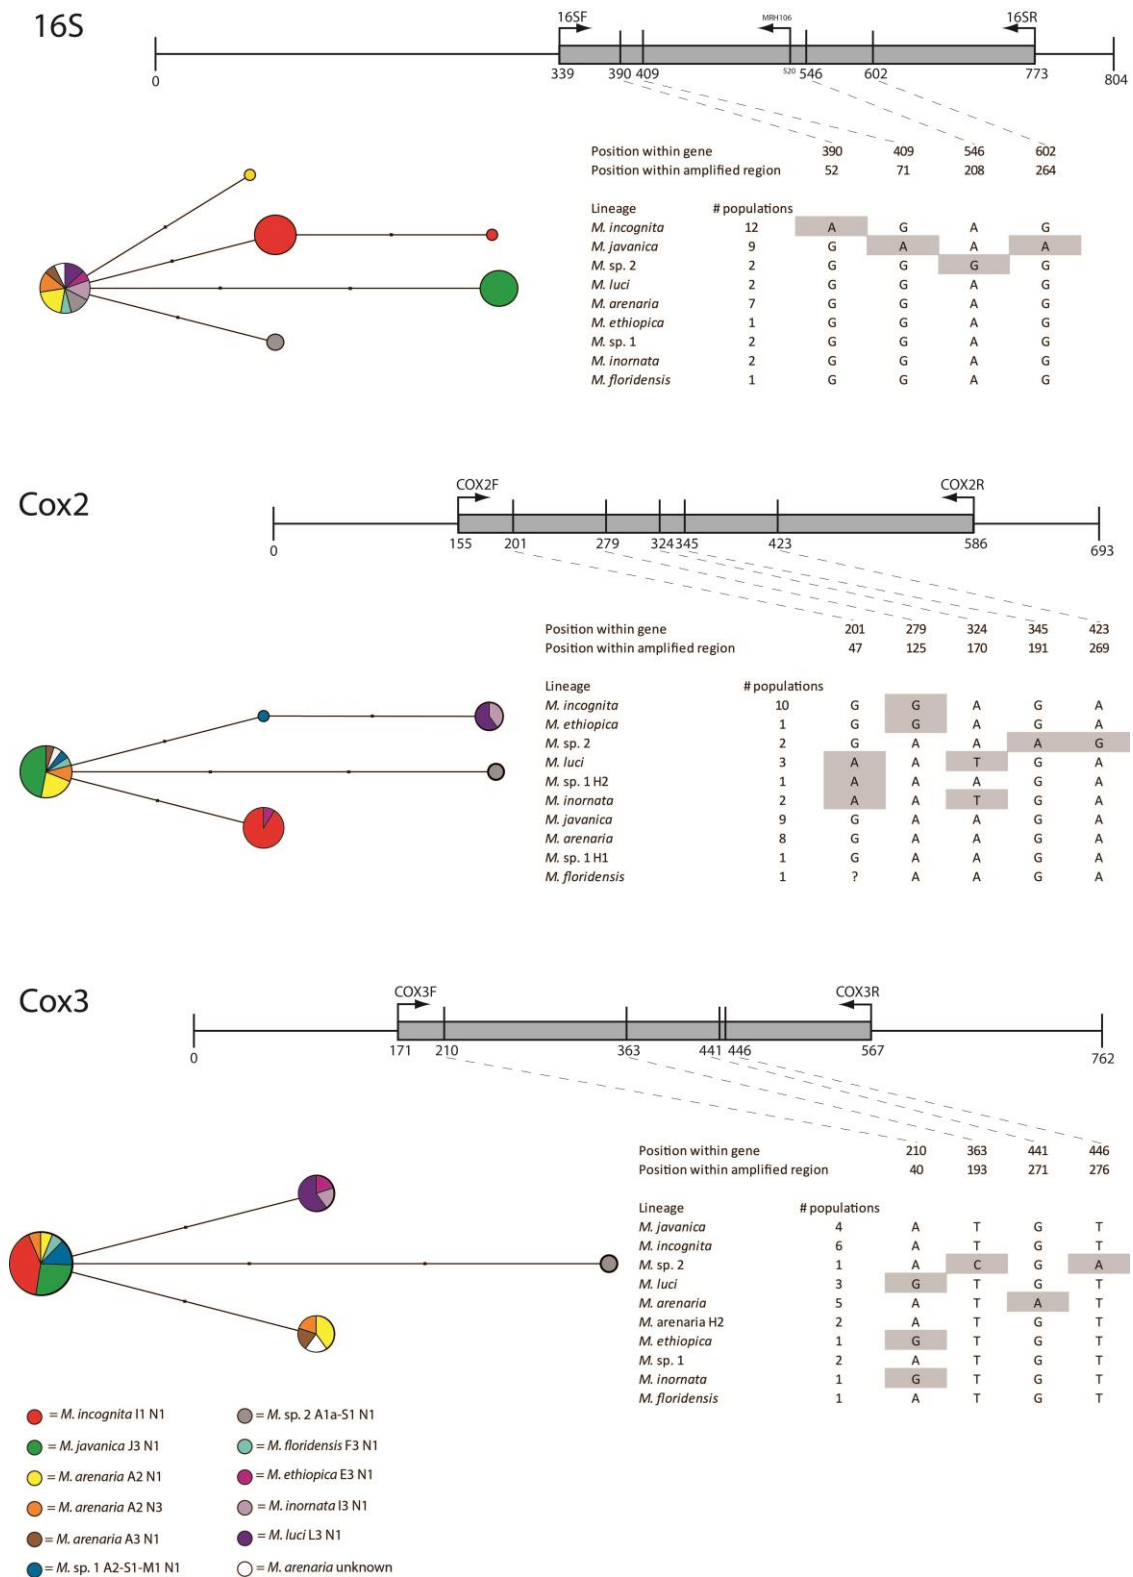 16S
16SF
MRH106
16SR
0
339
390
409
520
546
602
773
804
Position within gene 390 409 546 602
Position within amplified region 52 71 208 264
Lineage # populations
M. incognita 12 A G A G
M. javanica 9 G A A A
M. sp. 2 2 G G G G
M. luci 2 G G A G
M. arenaria 7 G G A G
M. ethiopica 1 G G A G
M. sp. 1 2 G G A G
M. inornata 2 G G A G
M. floridensis 1 G G A G
Cox2
COX2F
COX2R
0
155
201
279
324
345
423
586
693
Position within gene 201 279 324 345 423
Position within amplified region 47 125 170 191 269
Lineage # populations
M. incognita 10 G G A G A
M. ethiopica 1 G G A G A
M. sp. 2 2 G A A A G
M. luci 3 A A T G A
M. sp. 1 H2 1 A A A G A
M. inornata 2 A A T G A
M. javanica 9 G A A G A
M. arenaria 8 G A A G A
M. sp. 1 H1 1 G A A G A
M. floridensis 1 ? A A G A
Cox3
COX3F
COX3R
0
171
210
363
441
446
567
762
Position within gene 210 363 441 446
Position within amplified region 40 193 271 276
Lineage # populations
M. javanica 4 A T G T
M. incognita 6 A T G T
M. sp. 2 1 A C G A
M. luci 3 G T G T
M. arenaria 5 A T A T
M. arenaria H2 2 A T G T
M. ethiopica 1 G T G T
M. sp. 1 2 A T G T
M. inornata 1 G T G T
M. floridensis 1 A T G T
= M. incognita I1 N1
= M. javanica J3 N1
= M. arenaria A2 N1
= M. arenaria A2 N3
= M. arenaria A3 N1
= M. sp. 1 A2-S1-M1 N1
= M. sp. 2 A1a-S1 N1
= M. floridensis F3 N1
= M. ethiopica E3 N1
= M. inornata I3 N1
= M. luci L3 N1
= M. arenaria unknown